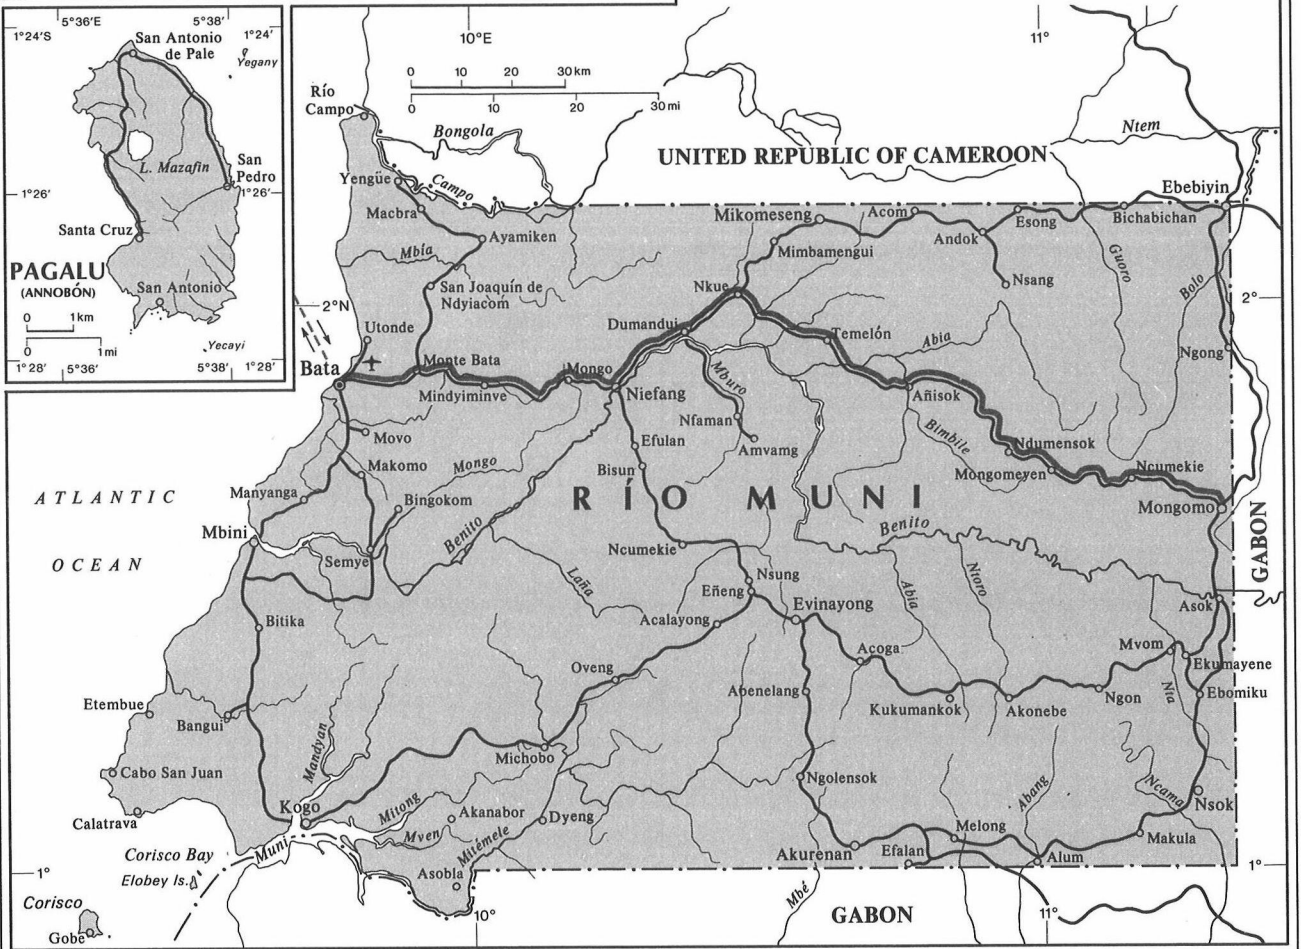 5°36'E
5°38'
1°24'S
1°24'
San Antonio
de Pale
Yegany
L. Mazafin
San
Pedro
1°26'
1°26'
Santa Cruz
PAGALU
(ANNOBÓN)
San Antonio
0 1 km
0 1 mi
Yecayi
1°28'
5°36'
5°38'
1°28'
10°E
11°
0 10 20 30 km
0 10 20 30 mi
Río
Campo
Bongola
Ntem
UNITED REPUBLIC OF CAMEROON
Yengüe
Campo
Ebebiyin
Macbra
Mikomeseng
Acom
Esong
Bichabichan
Ayamiken
Andok
Mbía
Mimbamengui
Guoro
San Joaquín de
Ndyiacom
Nkue
Nsang
Bolo
2°N
2°
Utonde
Dumandui
Temelón
Abia
Ngong
Bata
Monte Bata
Mongo
Mburo
Mindyiminve
Niefang
Añisok
Movo
Nfaman
Efulan
Amvamg
Bimbile
Ndumensok
Makomo
Mongo
Bisun
Mongomeyen
Ncumekie
Manyanga
Bingokom
RÍO MUNI
Mongomo
ATLANTIC
OCEAN
Mbini
Benito
Benito
GABON
Semye
Ncumekie
Laña
Nsung
Eñeng
Abia
Ntoro
Evinayong
Asok
Bitika
Acalayong
Acoga
Mvom
Ekumayene
Oveng
Nta
Abenelang
Kukumankok
Akonebe
Ngon
Ebomiku
Etembue
Bangui
Mandyan
Michobo
Cabo San Juan
Ngolensok
Abang
Ncama
Nsok
Kogo
Mitong
Akanabor
Dyeng
Calatrava
Mven
Mitémele
Melong
Makula
Corisco Bay
Muni
Akurenan
Efalan
Alum
Elobey Is.
Asobla
1°
1°
Corisco
Mbé
Gobe
10°
GABON
11°